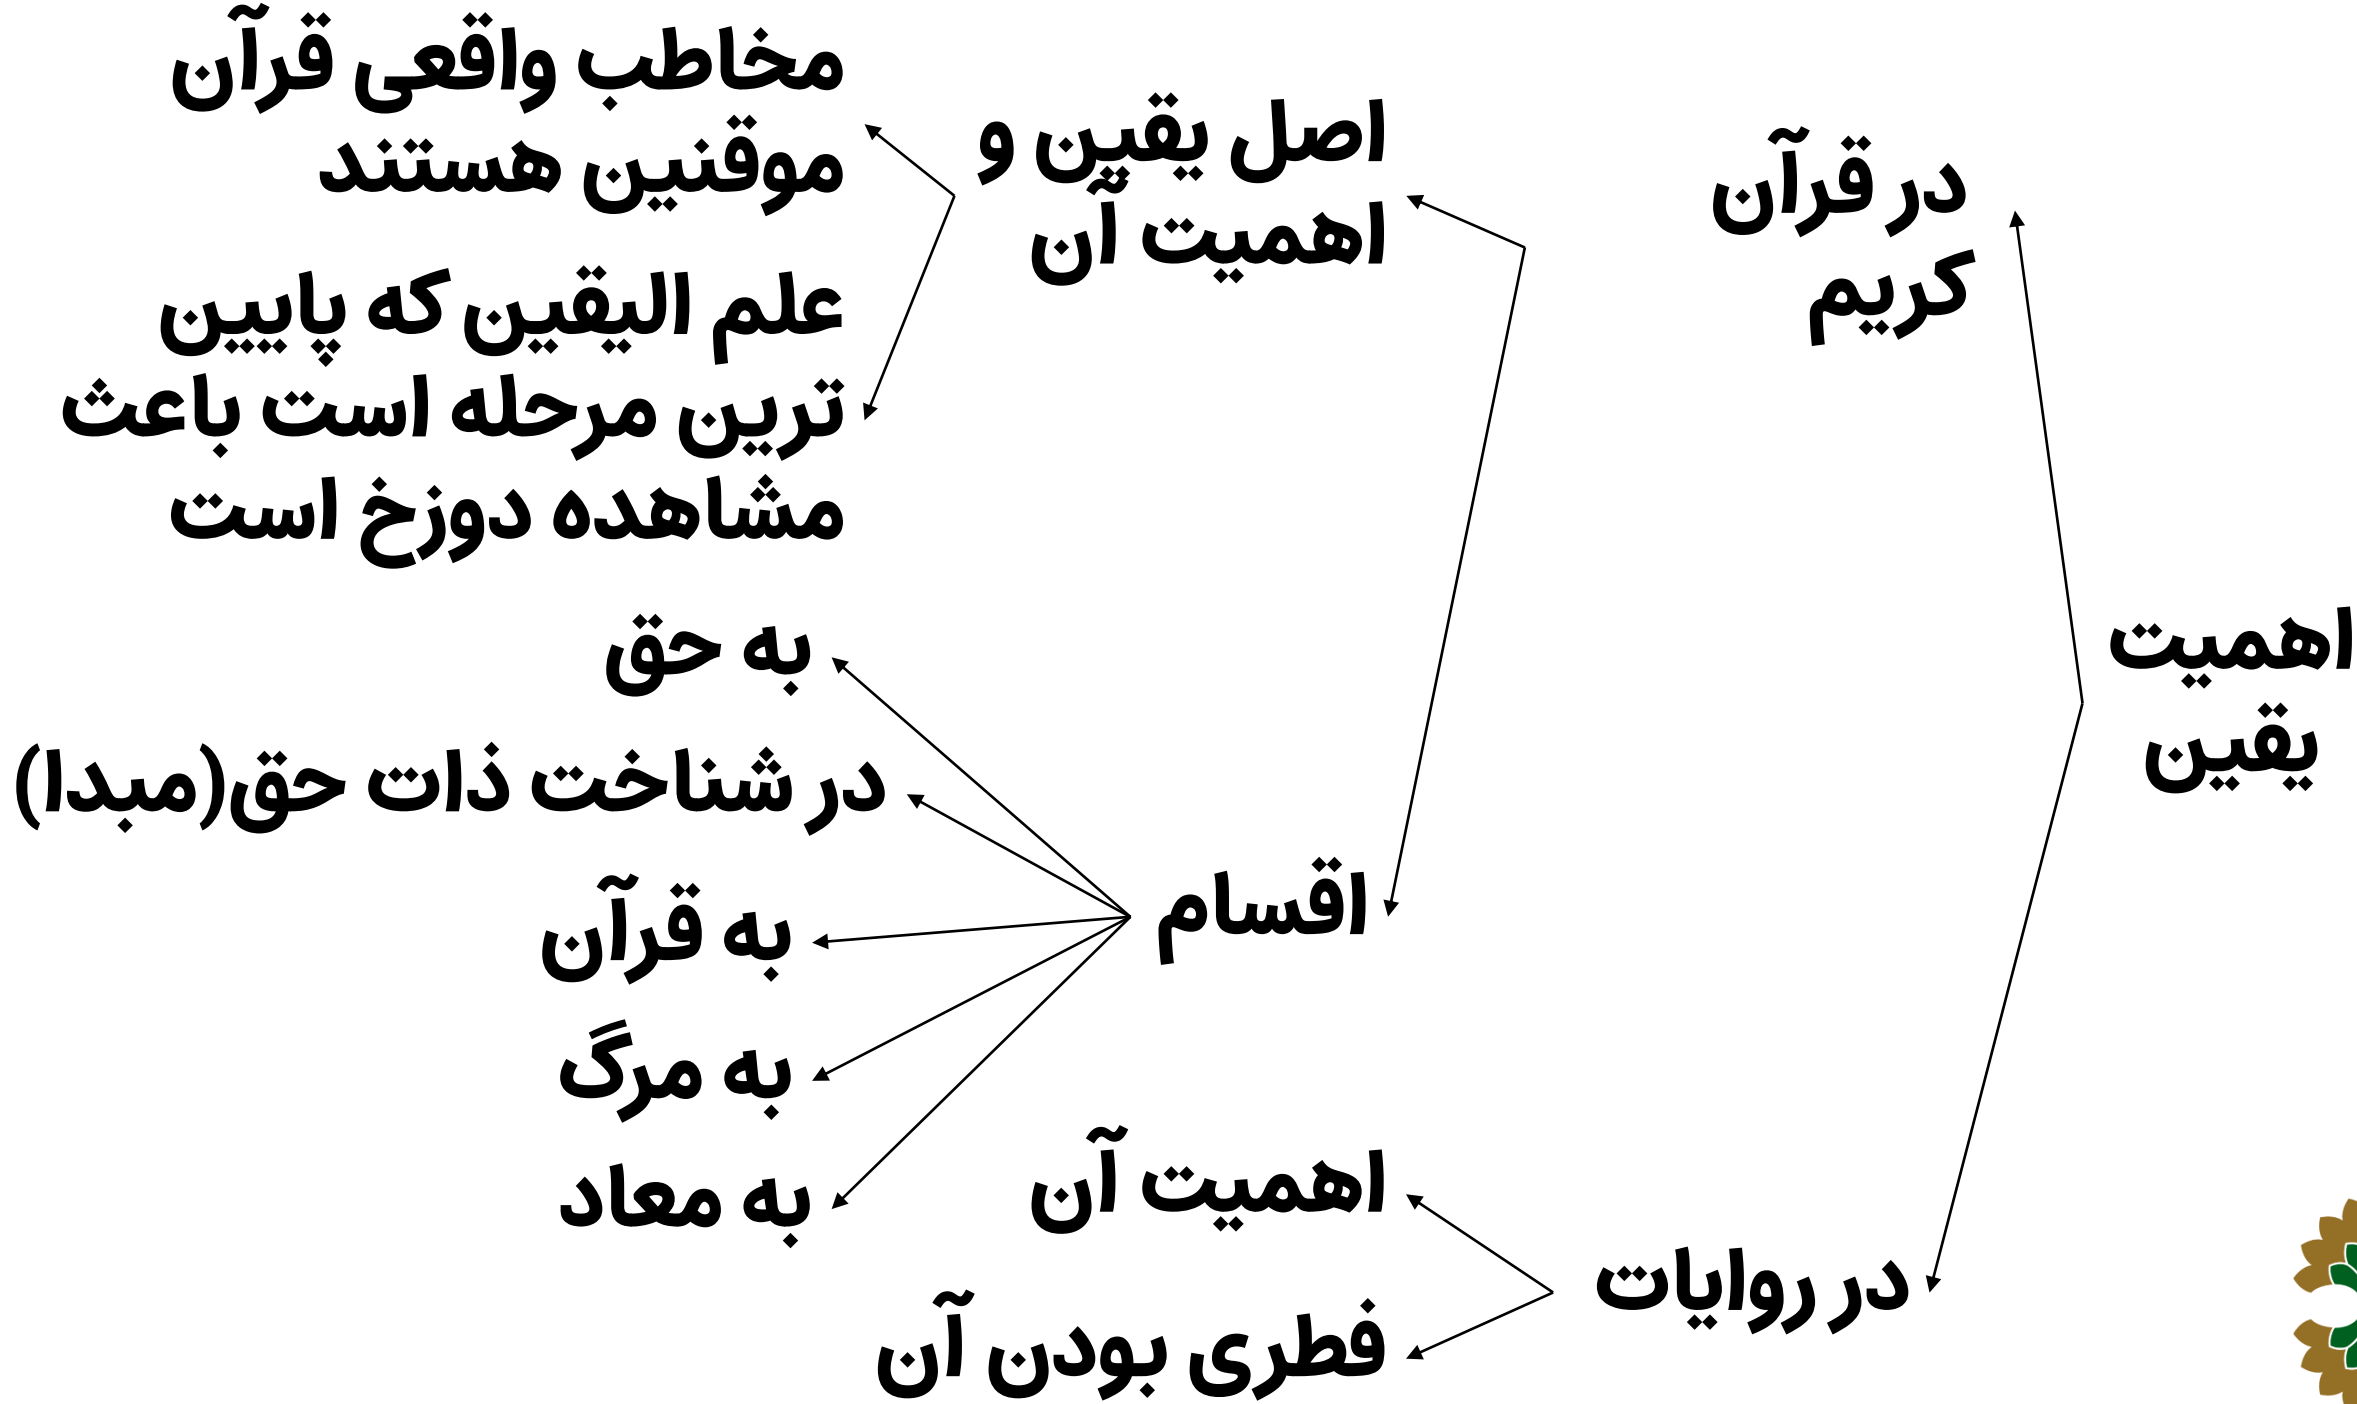 اهمیت
یقین
در قرآن
کریم
اصل یقین و
اهمیت آن
مخاطب واقعی قرآن
موقنین هستند
علم الیقین که پایین
ترین مرحله است باعث
مشاهده دوزخ است
اقسام
به حق
در شناخت ذات حق(مبدا)
به قرآن
به مرگ
به معاد
در روایات
اهمیت آن
فطری بودن آن